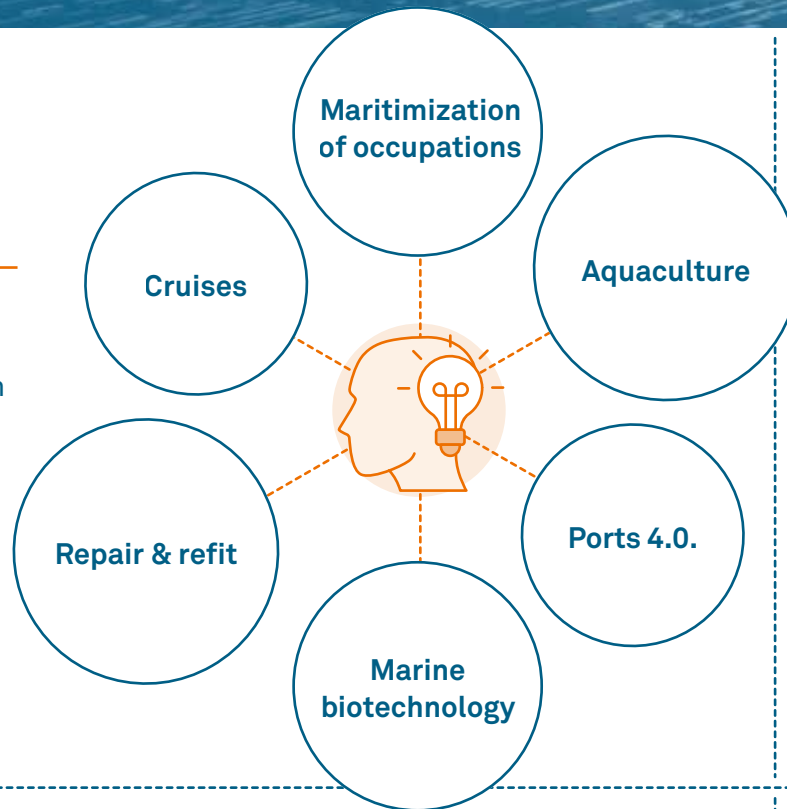 Maritimization
of occupations
Cruises
Aquaculture
Repair & refit
Ports 4.0.
Marine
biotechnology